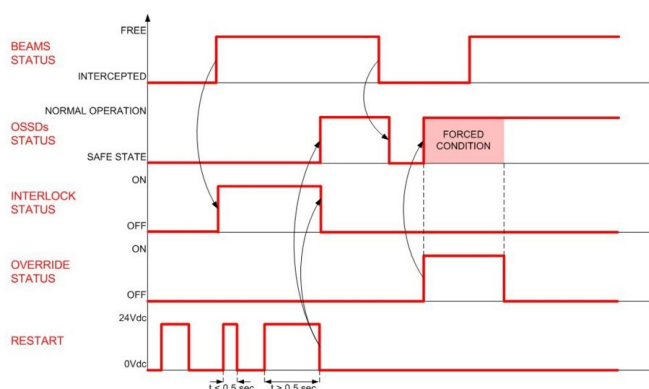 FREE
BEAMS
STATUS
INTERCEPTED
NORMAL OPERATION
OSSDs
STATUS
FORCED
CONDITION
SAFE STATE
ON
INTERLOCK
STATUS
OFF
ON
OVERRIDE
STATUS
OFF
24Vdc
RESTART
0Vdc
t < 0.5 sec
t > 0.5 sec